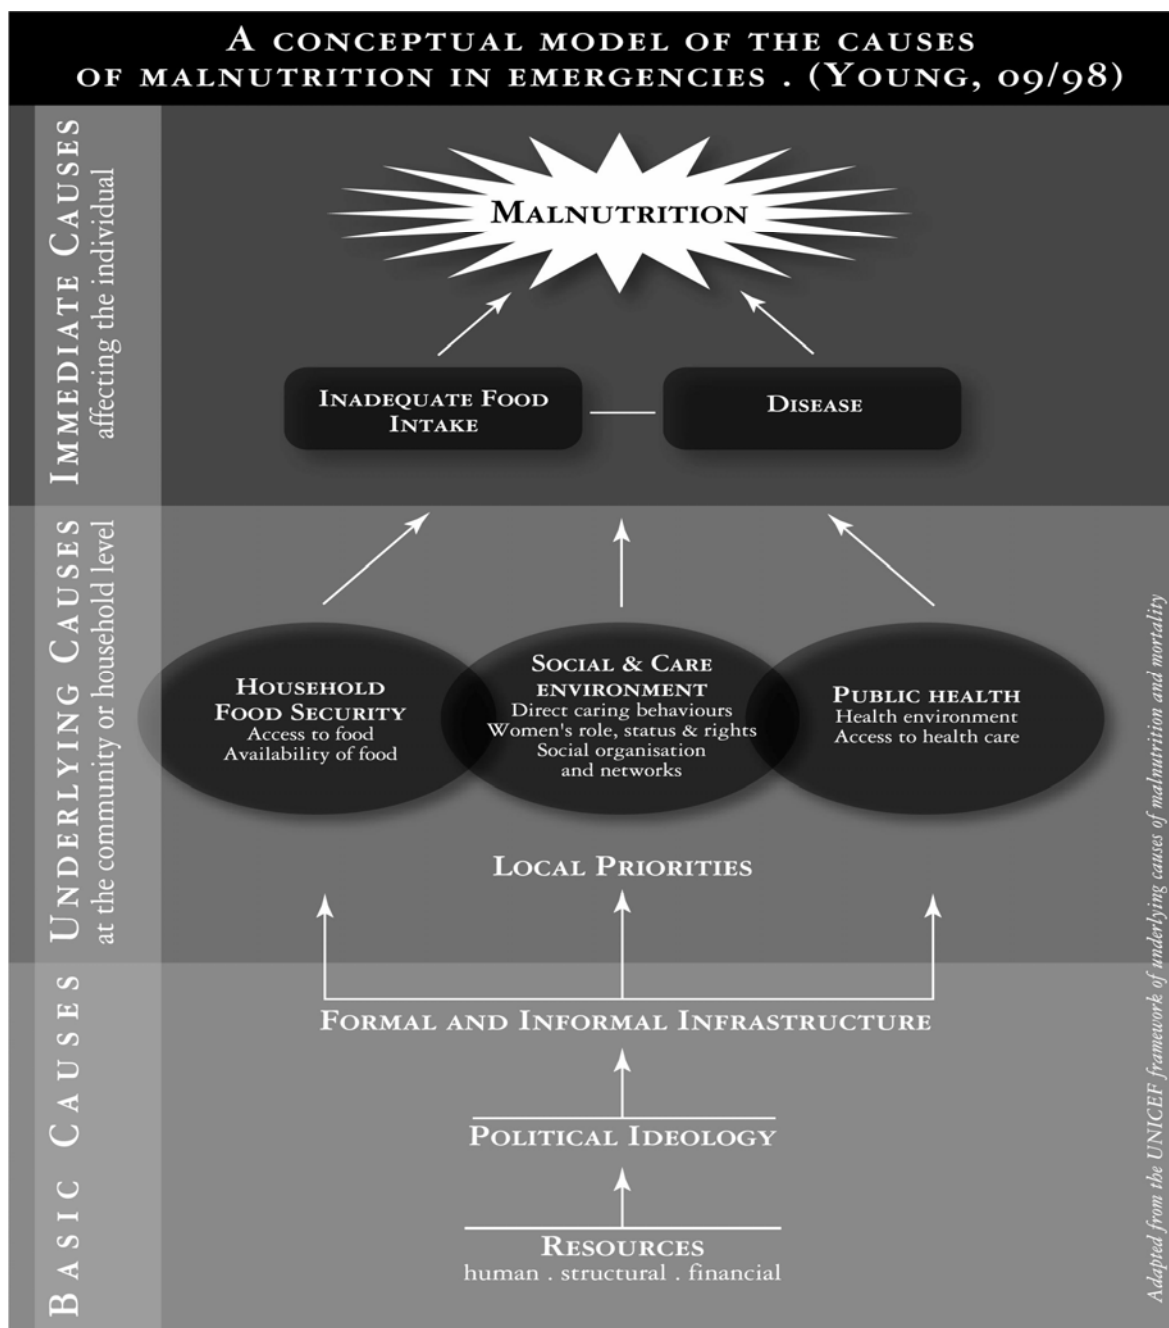 A CONCEPTUAL MODEL OF THE CAUSES
OF MALNUTRITION IN EMERGENCIES . (YOUNG, 09/98)
IMMEDIATE CAUSES
affecting the individual
MALNUTRITION
INADEQUATE FOOD
INTAKE
DISEASE
UNDERLYING CAUSES
at the community or household level
HOUSEHOLD
FOOD SECURITY
Access to food
Availability of food
SOCIAL & CARE
ENVIRONMENT
Direct caring behaviours
Women's role, status & rights
Social organisation
and networks
PUBLIC HEALTH
Health environment
Access to health care
LOCAL PRIORITIES
BASIC CAUSES
FORMAL AND INFORMAL INFRASTRUCTURE
POLITICAL IDEOLOGY
RESOURCES
human . structural . financial
Adapted from the UNICEF framework of underlying causes of malnutrition and mortality